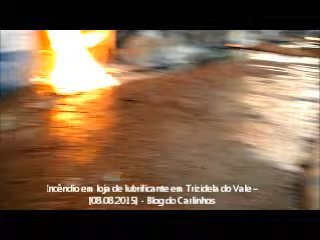 Incêndio em loja de lubrificante em Trizidela do Vale –
(08.08.2015) - Blog do Carlinhos